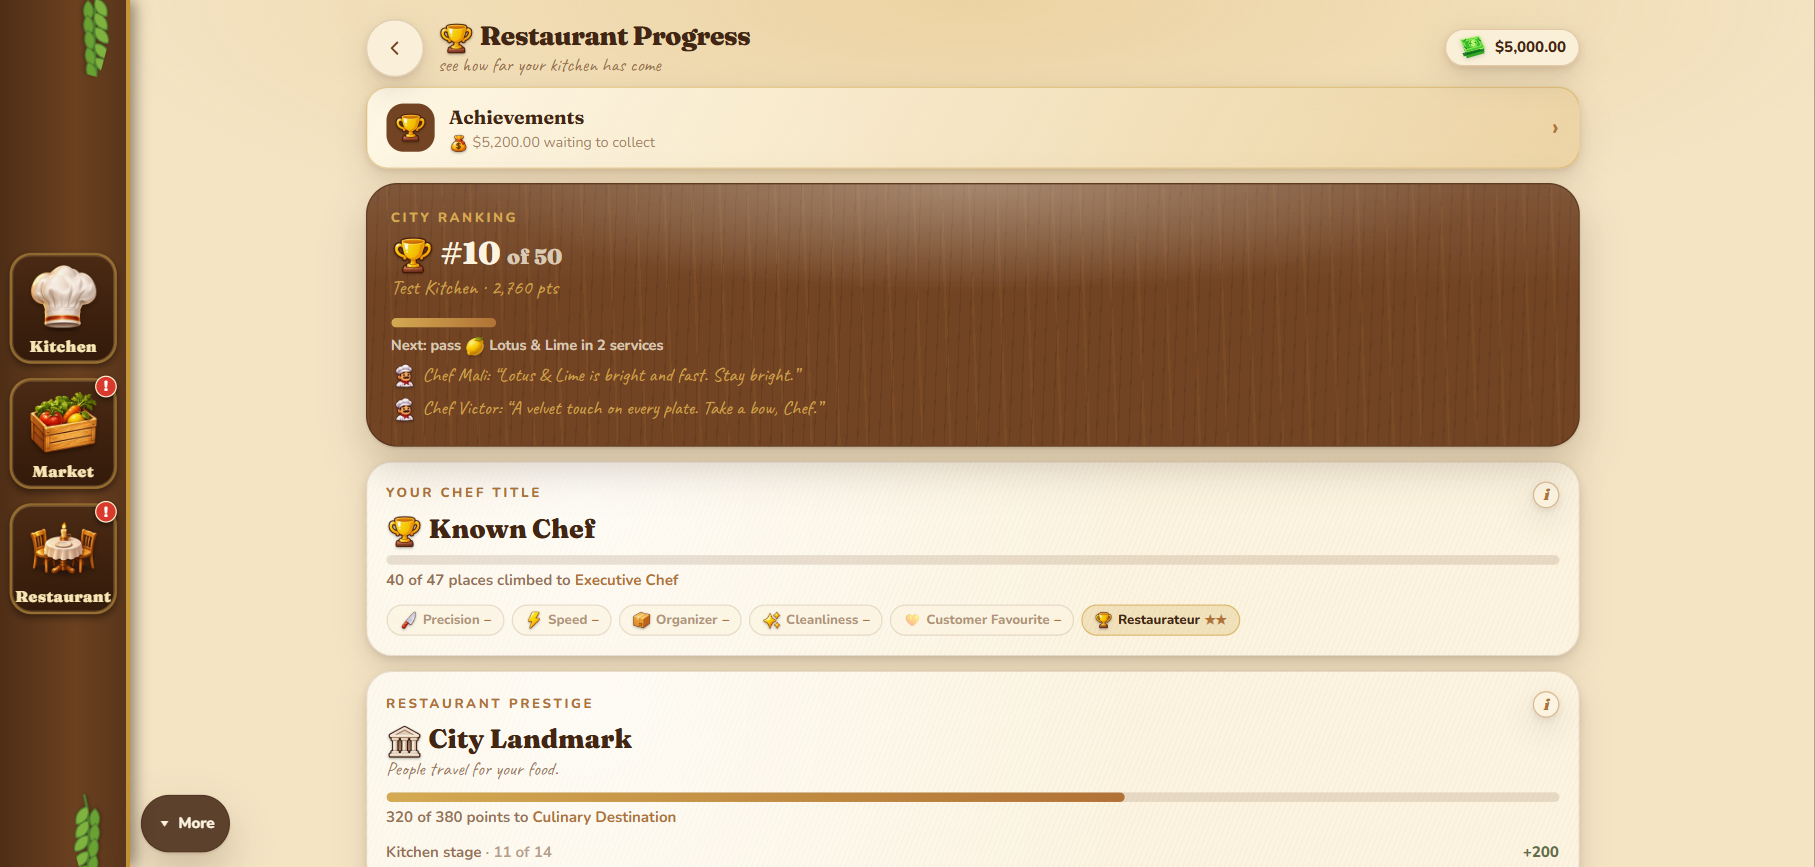 Restaurant Progress
see how far your kitchen has come
$5,000.00
Achievements
$5,200.00 waiting to collect
CITY RANKING
#10 of 50
Test Kitchen · 2,760 pts
Next: pass Lotus & Lime in 2 services
Chef Mali: “Lotus & Lime is bright and fast. Stay bright.”
Chef Victor: “A velvet touch on every plate. Take a bow, Chef.”
Kitchen
!
Market
!
Restaurant
YOUR CHEF TITLE
i
Known Chef
40 of 47 places climbed to Executive Chef
Precision –
Speed –
Organizer –
Cleanliness –
Customer Favourite –
Restaurateur ★★
RESTAURANT PRESTIGE
i
City Landmark
People travel for your food.
320 of 380 points to Culinary Destination
Kitchen stage · 11 of 14
+200
More